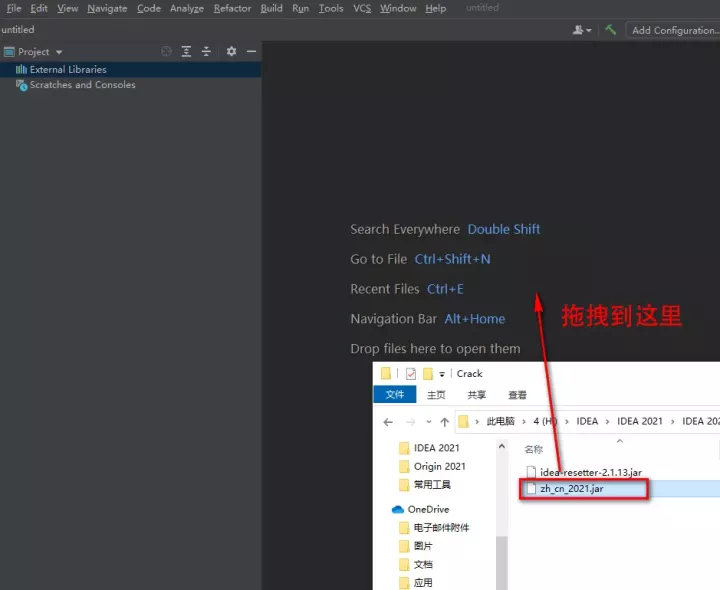 File Edit View Navigate Code Analyze Refactor Build Run Tools VCS Window Help untitled
untitled
Add Configuration..
Project
External Libraries
Scratches and Consoles
Search Everywhere Double Shift
Go to File Ctrl+Shift+N
Recent Files Ctrl+E
Navigation Bar Alt+Home
Drop files here to open them
拖拽到这里
Crack
文件 主页 共享 查看
此电脑 › 4 (H:) › IDEA › IDEA 2021 › IDEA 202
IDEA 2021
Origin 2021
常用工具
OneDrive
电子邮件附件
图片
文档
应用
名称
idea-resetter-2.1.13.jar
zh_cn_2021.jar